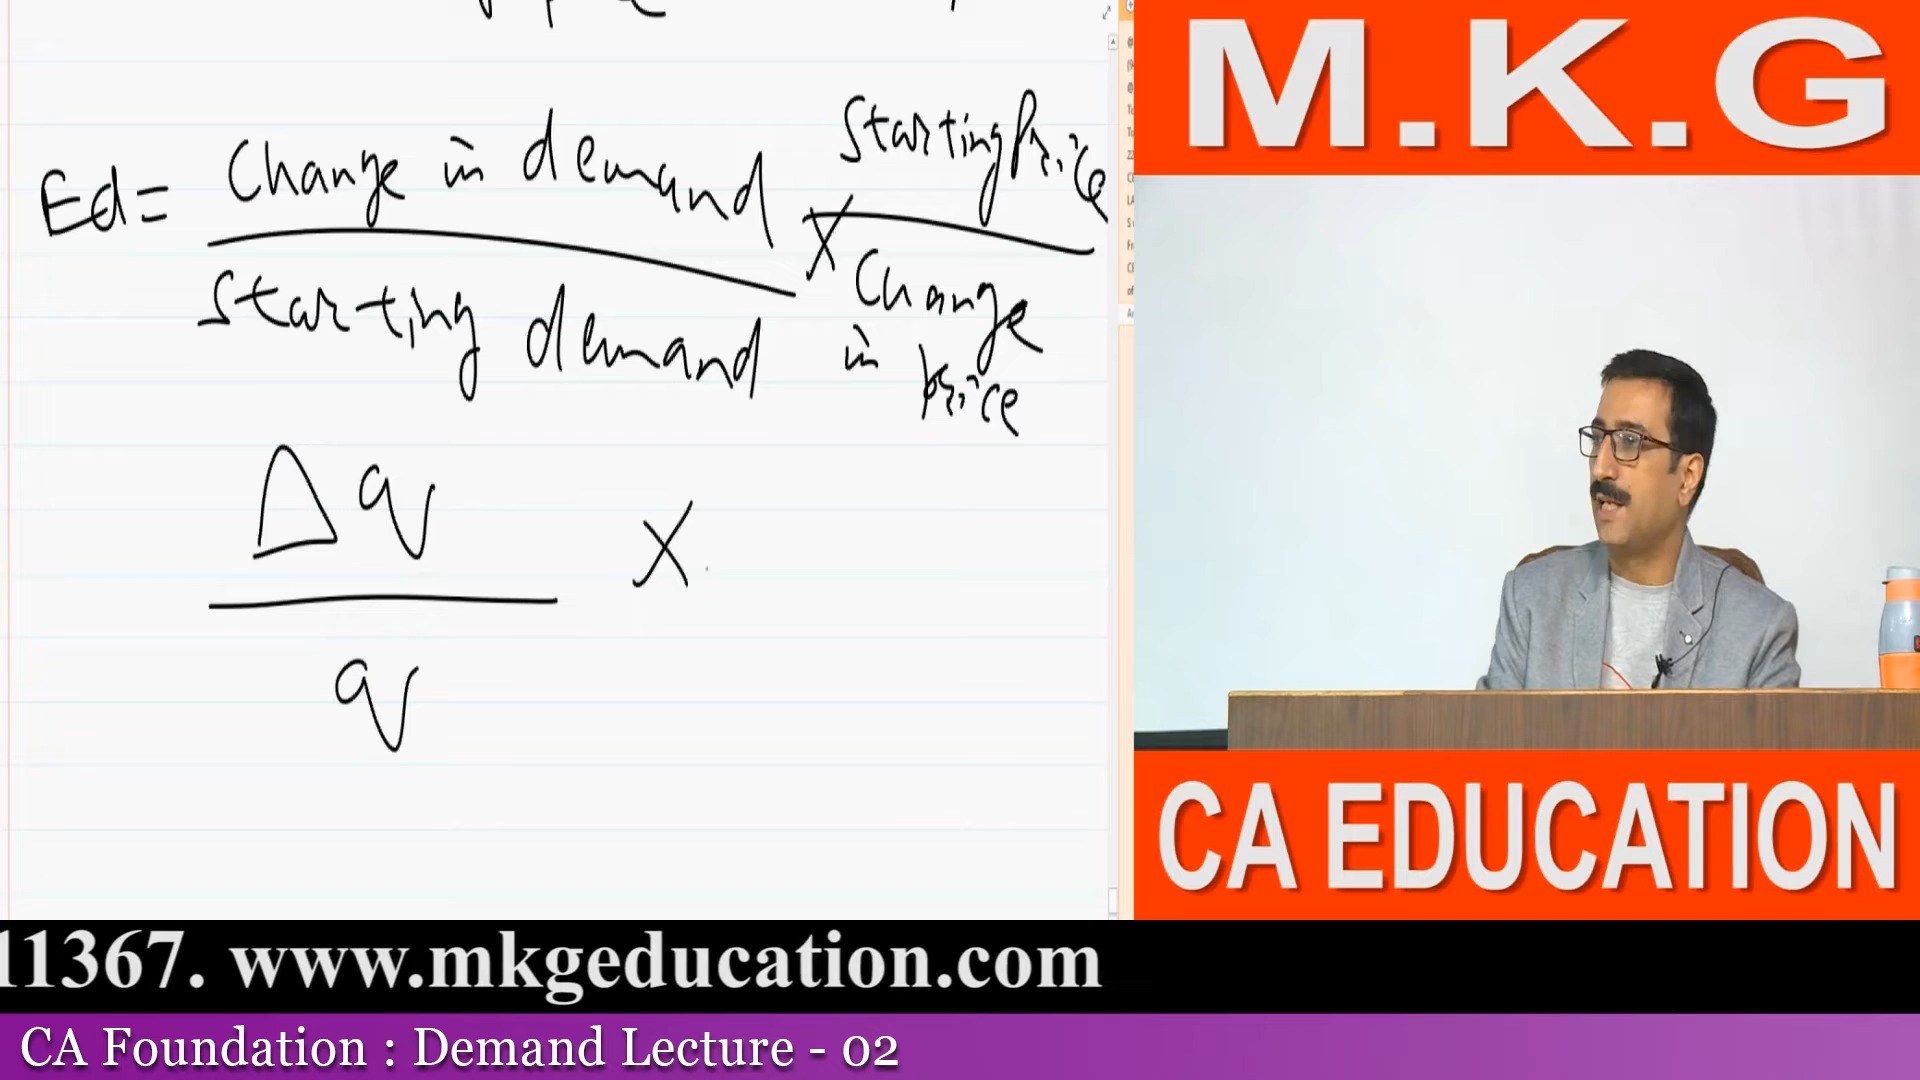 M.K.G
Ed = Change in demand / Starting demand X Starting Price / Change in price
Δq / q X
CA EDUCATION
11367. www.mkgeducation.com
CA Foundation : Demand Lecture - 02